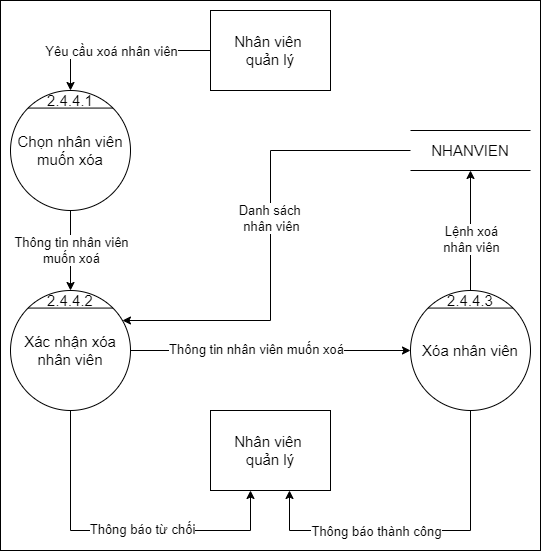 Yêu cầu xoá nhân viên
Nhân viên
quản lý
2.4.4.1
Chọn nhân viên
muốn xóa
NHANVIEN
Danh sách
nhân viên
Lệnh xoá
nhân viên
Thông tin nhân viên
muốn xoá
2.4.4.2
Xác nhận xóa
nhân viên
Thông tin nhân viên muốn xoá
2.4.4.3
Xóa nhân viên
Nhân viên
quản lý
Thông báo từ chối
Thông báo thành công